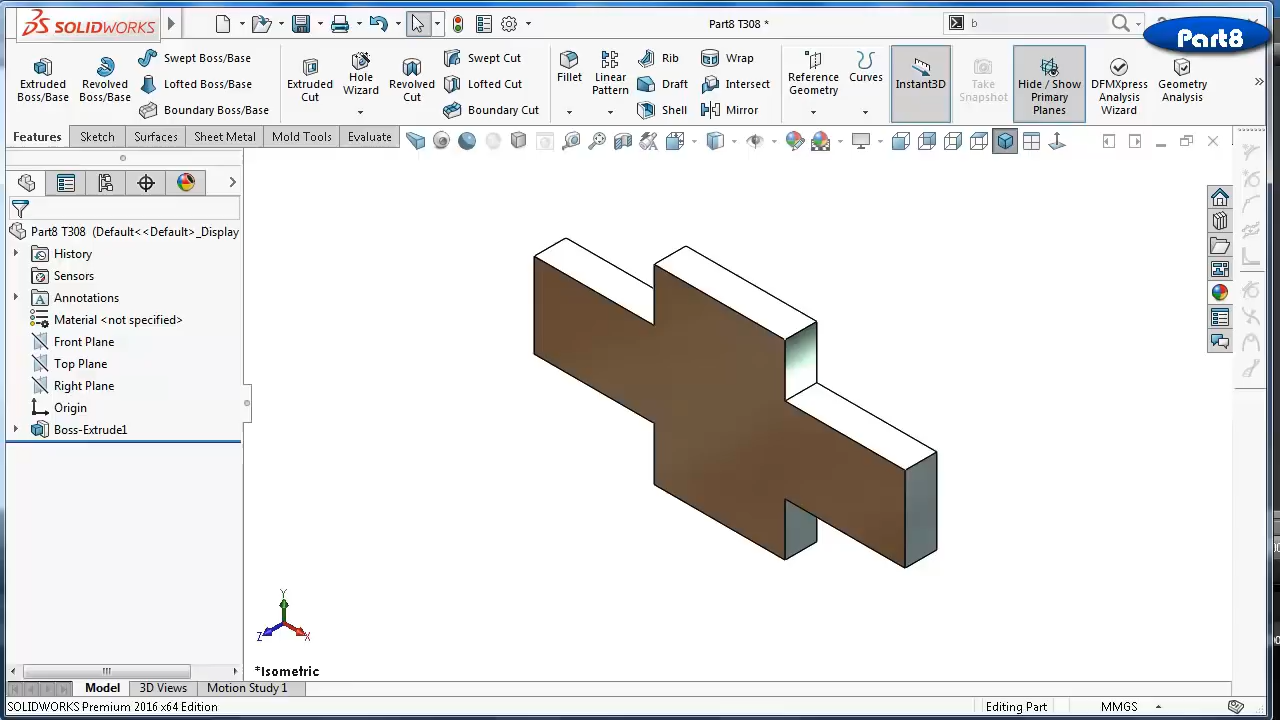 SOLIDWORKS
Part8 T308 *
b
Part8
Extruded
Boss/Base
Revolved
Boss/Base
Swept Boss/Base
Lofted Boss/Base
Boundary Boss/Base
Extruded
Cut
Hole
Wizard
Revolved
Cut
Swept Cut
Lofted Cut
Boundary Cut
Fillet
Linear
Pattern
Rib
Draft
Shell
Wrap
Intersect
Mirror
Reference
Geometry
Curves
Instant3D
Take
Snapshot
Hide / Show
Primary
Planes
DFMXpress
Analysis
Wizard
Geometry
Analysis
Features Sketch Surfaces Sheet Metal Mold Tools Evaluate
Part8 T308 (Default<<Default>_Display
History
Sensors
Annotations
Material <not specified>
Front Plane
Top Plane
Right Plane
Origin
Boss-Extrude1
Y
Z X
*Isometric
Model 3D Views Motion Study 1
SOLIDWORKS Premium 2016 x64 Edition Editing Part MMGS